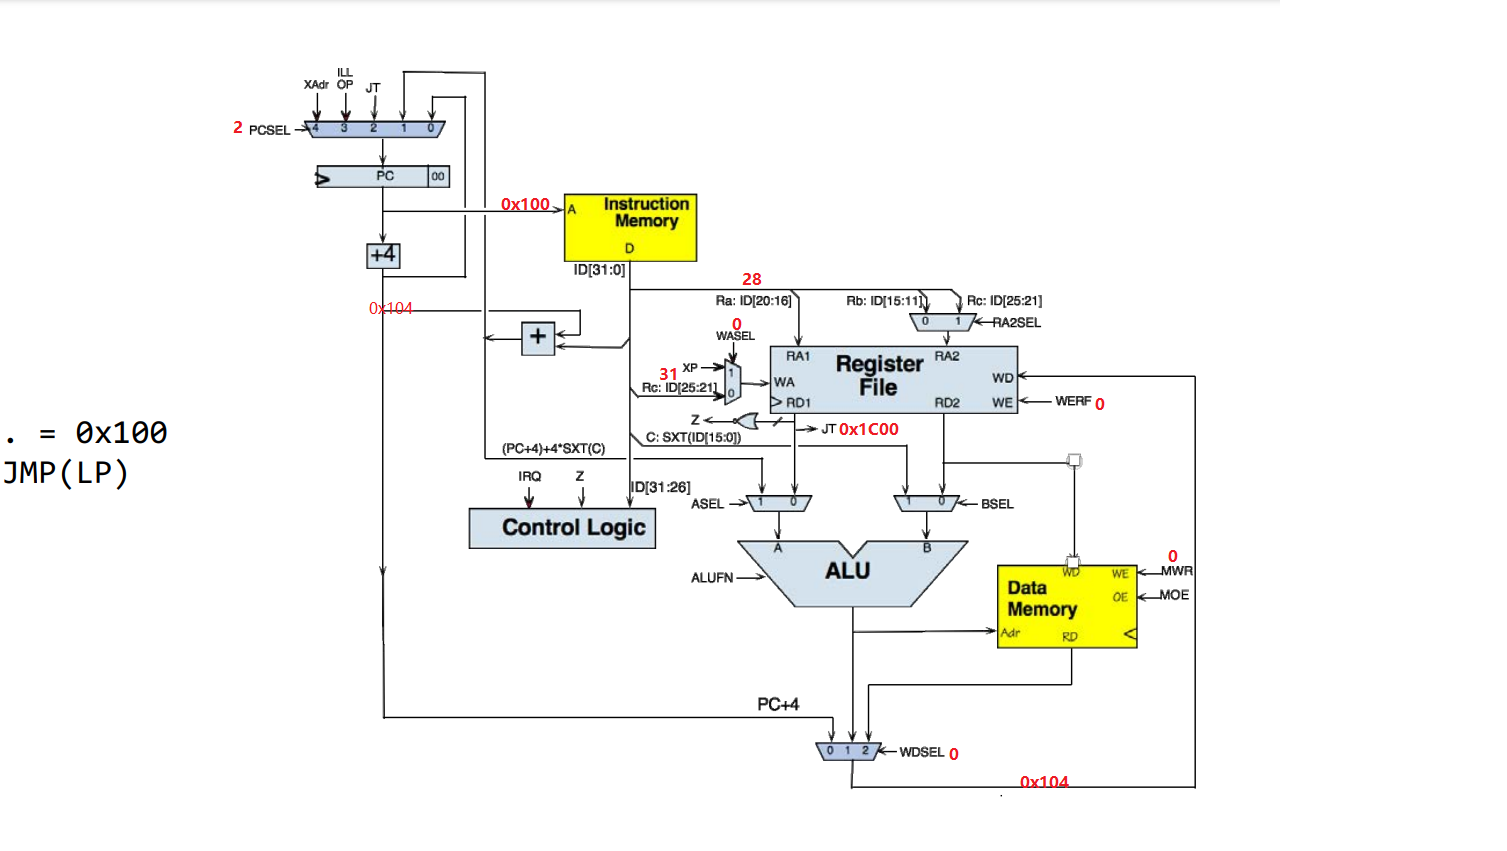 ILL
XAdr OP JT
2 PCSEL 4 3 2 1 0
PC 00
0x100 A Instruction
Memory
D
+4
ID[31:0]
28
Ra: ID[20:16] Rb: ID[15:11] Rc: ID[25:21]
0x104
0 1 RA2SEL
0
WASEL
+
RA1 Register RA2
File
XP 1
31
Rc: ID[25:21] 0
WA WD
RD1 RD2 WE WERF 0
Z
JT 0x1C00
C: SXT(ID[15:0])
. = 0x100
JMP(LP)
(PC+4)+4*SXT(C)
IRQ Z
ID[31:26]
ASEL 1 0 1 0 BSEL
Control Logic
A B
ALU
ALUFN
0
WD WE MWR
Data
Memory
OE MOE
Adr RD
PC+4
0 1 2 WDSEL 0
0x104